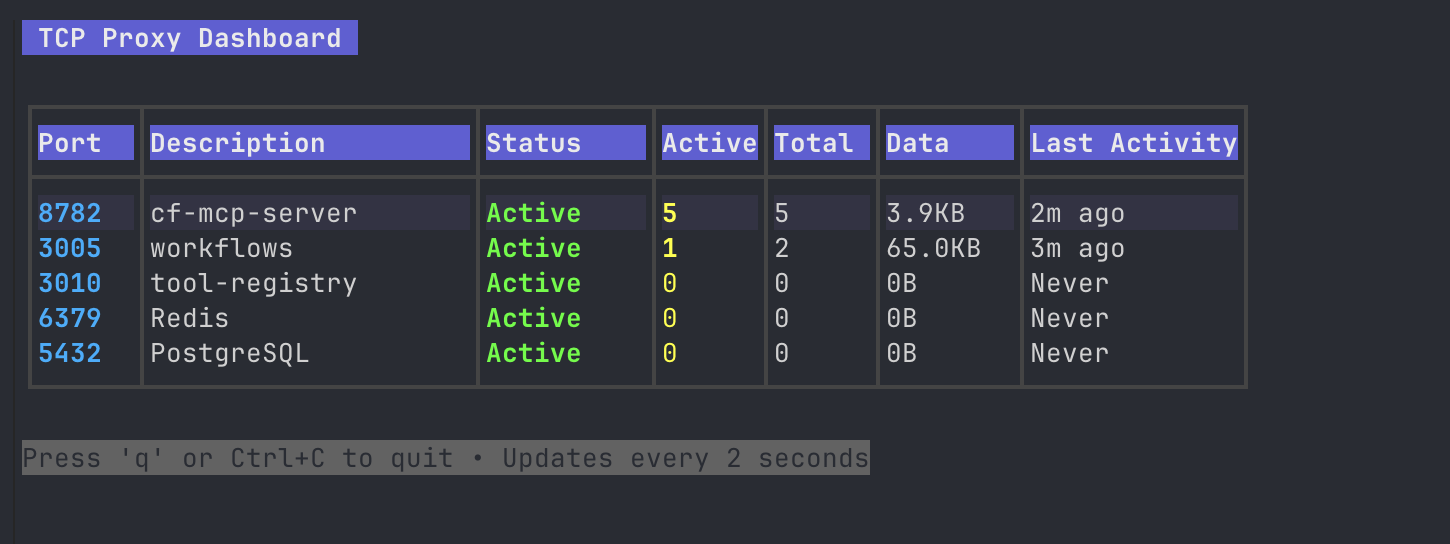 TCP Proxy Dashboard
Port Description Status Active Total Data Last Activity
8782 cf-mcp-server Active 5 5 3.9KB 2m ago
3005 workflows Active 1 2 65.0KB 3m ago
3010 tool-registry Active 0 0 0B Never
6379 Redis Active 0 0 0B Never
5432 PostgreSQL Active 0 0 0B Never
Press 'q' or Ctrl+C to quit • Updates every 2 seconds